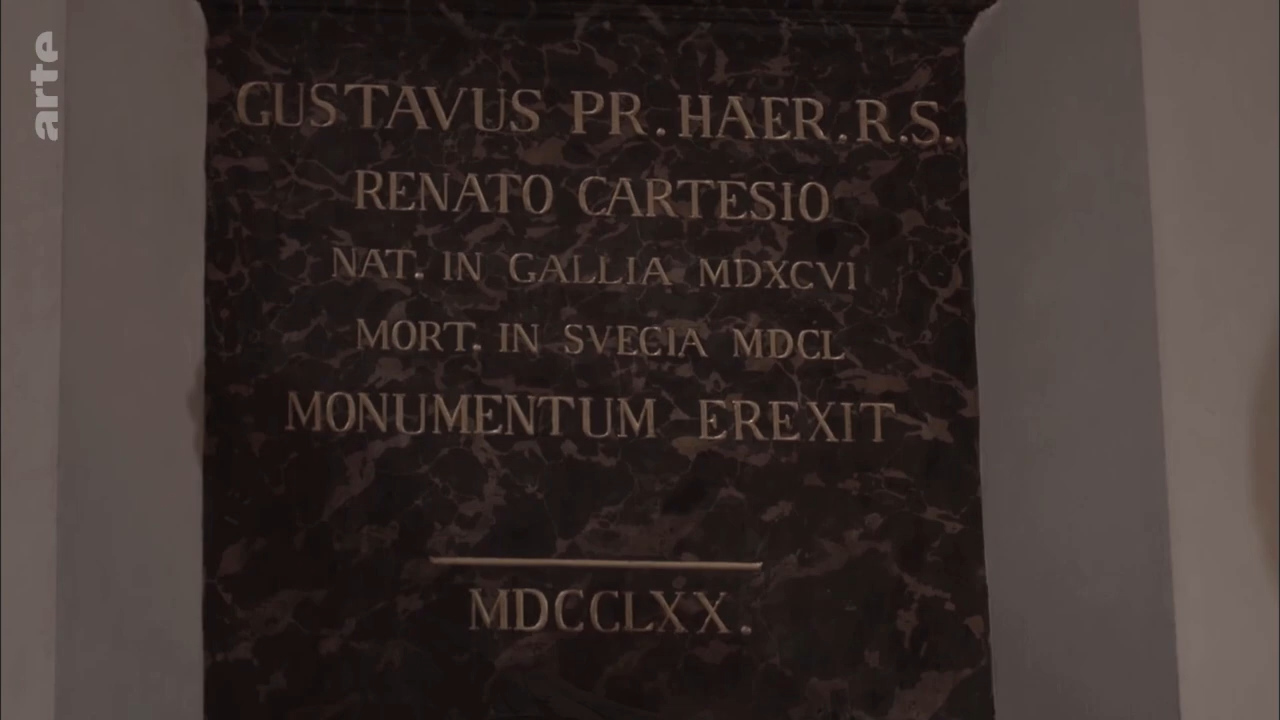 arte
GUSTAVUS PR. HAER. R.S.
RENATO CARTESIO
NAT. IN GALLIA MDXCVI
MORT. IN SVECIA MDCL
MONUMENTUM EREXIT
MDCCLXX.